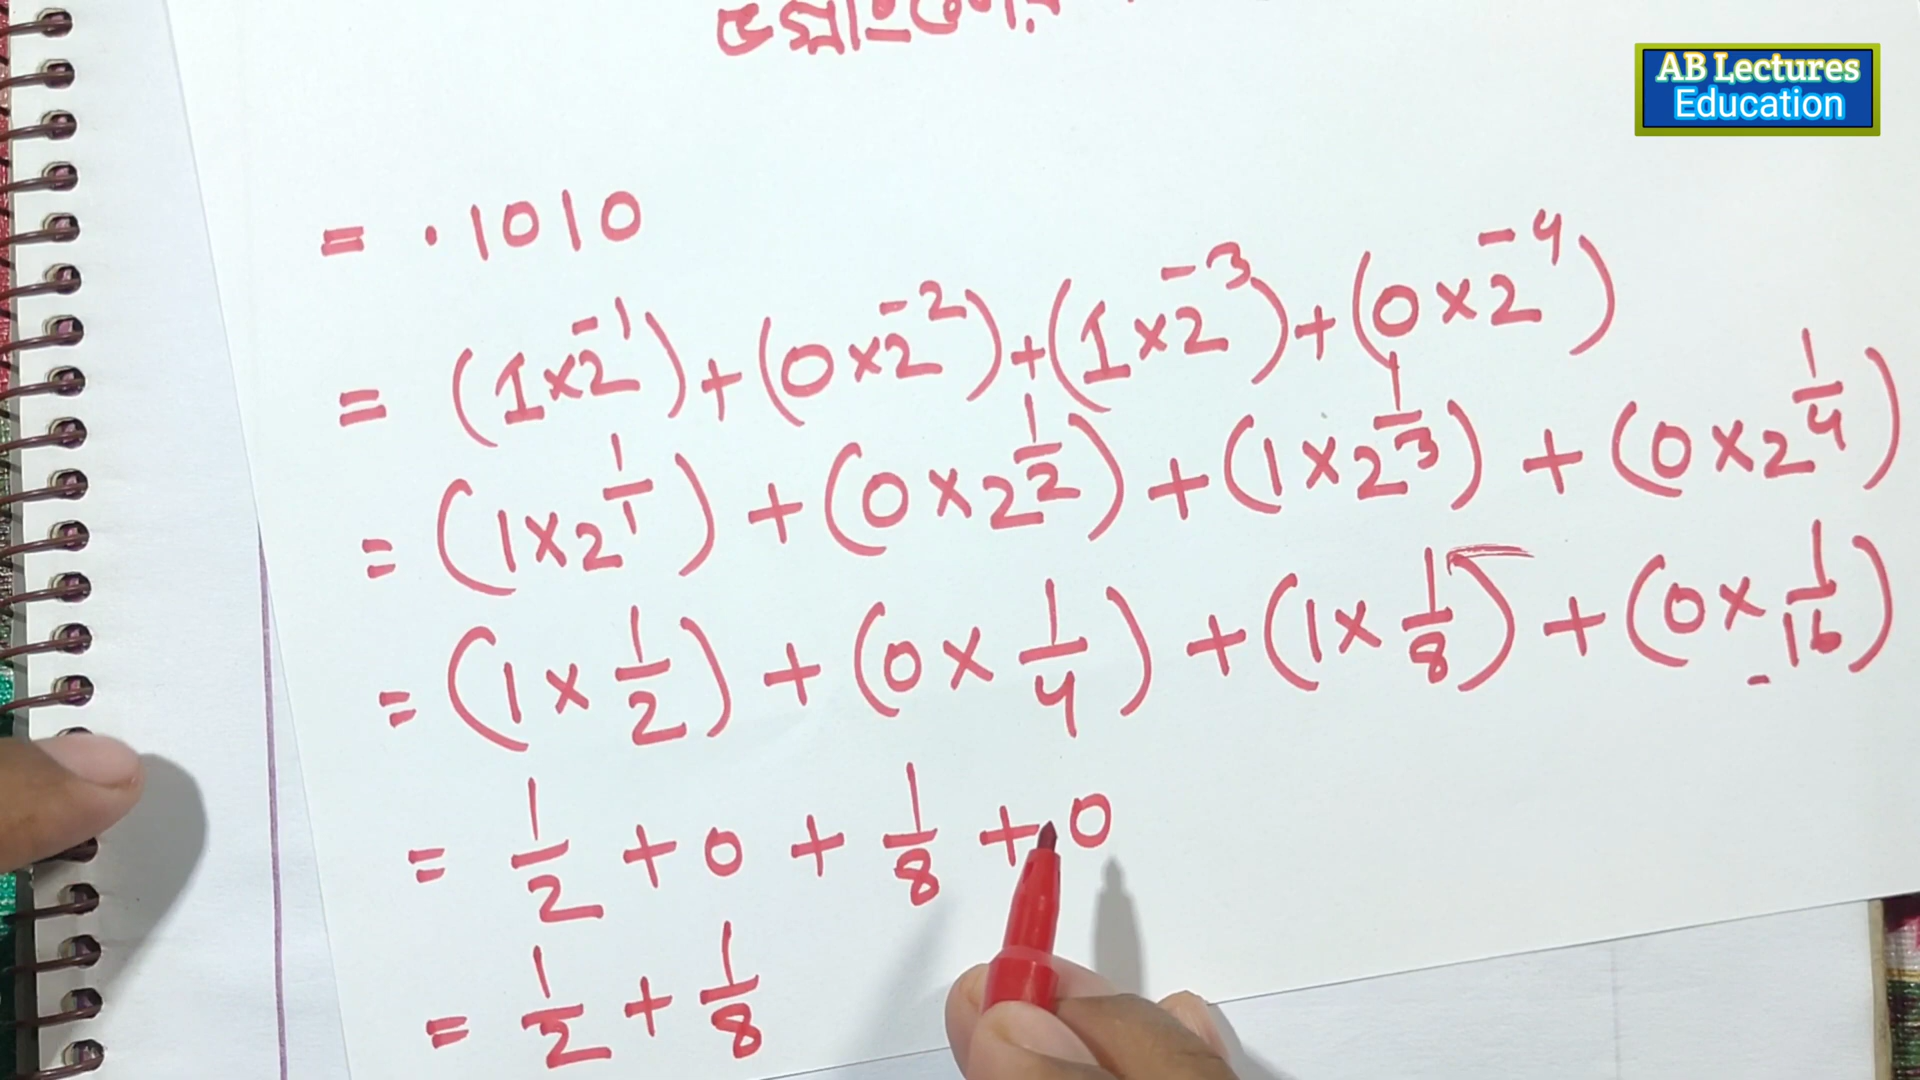 ভগ্নাংশের
AB Lectures
Education
= .1010
= (1×2⁻¹) + (0×2⁻²) + (1×2⁻³) + (0×2⁻⁴)
= (1×2^1/1) + (0×2^1/2) + (1×2^1/3) + (0×2^1/4)
= (1×1/2) + (0×1/4) + (1×1/8) + (0×1/16)
= 1/2 + 0 + 1/8 + 0
= 1/2 + 1/8